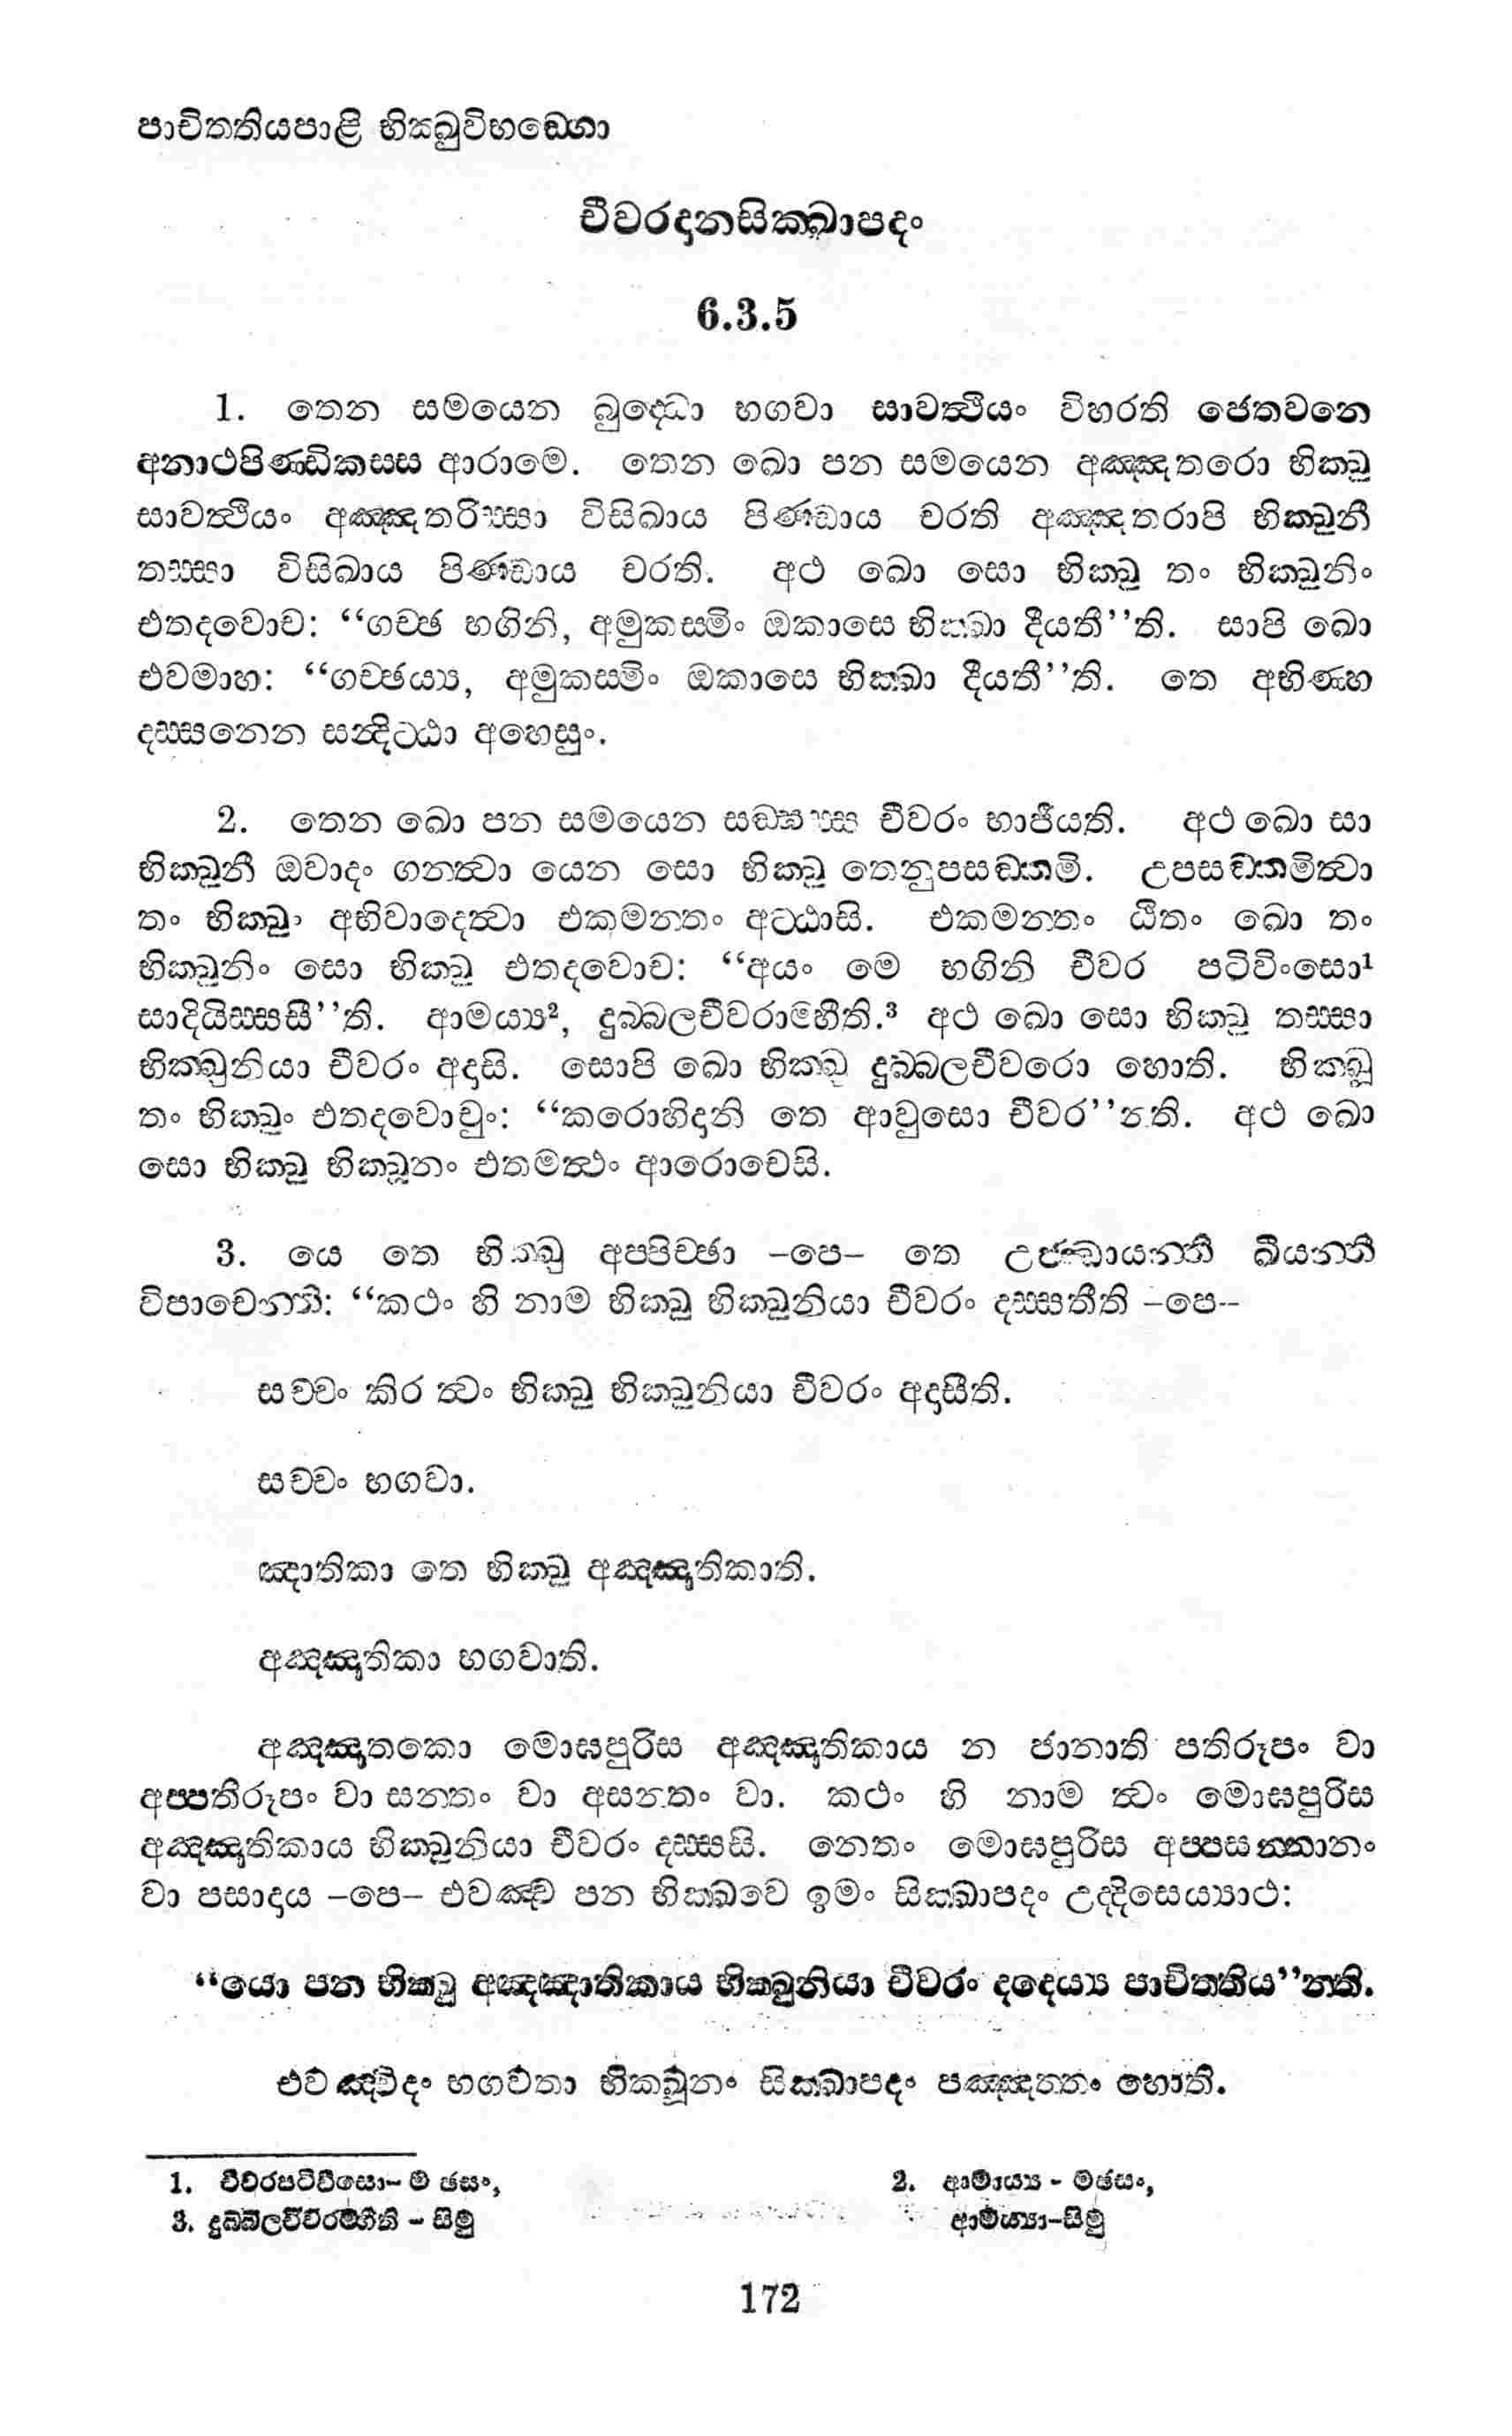 පාචිත්තියපාළි භික්ඛුවිභඞ්ගො
චීවරදානසික්ඛාපදං
6.3.5
1. තෙන සමයෙන බුද්ධො භගවා සාවත්ථියං විහරති ජෙතවනෙ
අනාථපිණ්ඩිකස්ස ආරාමෙ. තෙන ඛො පන සමයෙන අඤ්ඤතරො භික්ඛු
සාවත්ථියං අඤ්ඤතරිස්සා විසිඛාය පිණ්ඩාය චරති අඤ්ඤතරාපි භික්ඛුනී
තස්සා විසිඛාය පිණ්ඩාය චරති. අථ ඛො සො භික්ඛු තං භික්ඛුනිං
එතදවොච: “ගච්ඡ භගිනි, අමුකස්මිං ඔකාසෙ භික්ඛා දීයතී”ති. සාපි ඛො
එවමාහ: “ගච්ඡය්‍ය, අමුකස්මිං ඔකාසෙ භික්ඛා දීයතී”ති. තෙ අභිණ්හ
දස්සනෙන සන්දිට්ඨා අහෙසුං.
2. තෙන ඛො පන සමයෙන සඞ්ඝස්ස චීවරං භාජීයති. අථ ඛො සා
භික්ඛුනී ඔවාදං ගන්ත්වා යෙන සො භික්ඛු තෙනුපසඞ්කමි. උපසඞ්කමිත්වා
තං භික්ඛුං අභිවාදෙත්වා එකමන්තං අට්ඨාසි. එකමන්තං ඨිතං ඛො තං
භික්ඛුනිං සො භික්ඛු එතදවොච: “අයං මෙ භගිනි චීවර පටිවිංසො¹
සාදියිස්සසී”ති. ආමය්‍ය², දුබ්බලචීවරාම්හීති.³ අථ ඛො සො භික්ඛු තස්සා
භික්ඛුනියා චීවරං අදාසි. සොපි ඛො භික්ඛු දුබ්බලචීවරො හොති. භික්ඛූ
තං භික්ඛුං එතදවොචුං: “කරොහිදානි තෙ ආවුසො චීවර”න්ති. අථ ඛො
සො භික්ඛු භික්ඛූනං එතමත්ථං ආරොචෙසි.
3. යෙ තෙ භික්ඛු අප්පිච්ඡා –පෙ– තෙ උජ්ඣායන්තී ඛීයන්තී
විපාචෙන්ති: “කථං හි නාම භික්ඛු භික්ඛුනියා චීවරං දස්සතීති –පෙ–
සච්චං කිර ත්වං භික්ඛු භික්ඛුනියා චීවරං අදාසීති.
සච්චං භගවා.
ඤාතිකා තෙ භික්ඛු අඤ්ඤාතිකාති.
අඤ්ඤාතිකා භගවාති.
අඤ්ඤාතකො මොඝපුරිස අඤ්ඤාතිකාය න ජානාති පතිරූපං වා
අප්පතිරූපං වා සන්තං වා අසන්තං වා. කථං හි නාම ත්වං මොඝපුරිස
අඤ්ඤාතිකාය භික්ඛුනියා චීවරං දස්සසි. නෙතං මොඝපුරිස අප්පසන්නානං
වා පසාදාය –පෙ– එවඤ්ච පන භික්ඛවෙ ඉමං සික්ඛාපදං උද්දිසෙය්‍යාථ:
“යො පන භික්ඛු අඤ්ඤාතිකාය භික්ඛුනියා චීවරං දදෙය්‍ය පාචිත්තිය”න්ති.
එවඤ්චිදං භගවතා භික්ඛූනං සික්ඛාපදං පඤ්ඤත්තං හොති.
1. චීවරපටිවීසො– ම ඡසං, 2. ආමාය්‍ය - මඡසං,
3. දුබ්බලචීවරම්හීති – සිමු ආමය්‍යා–සිමු
172